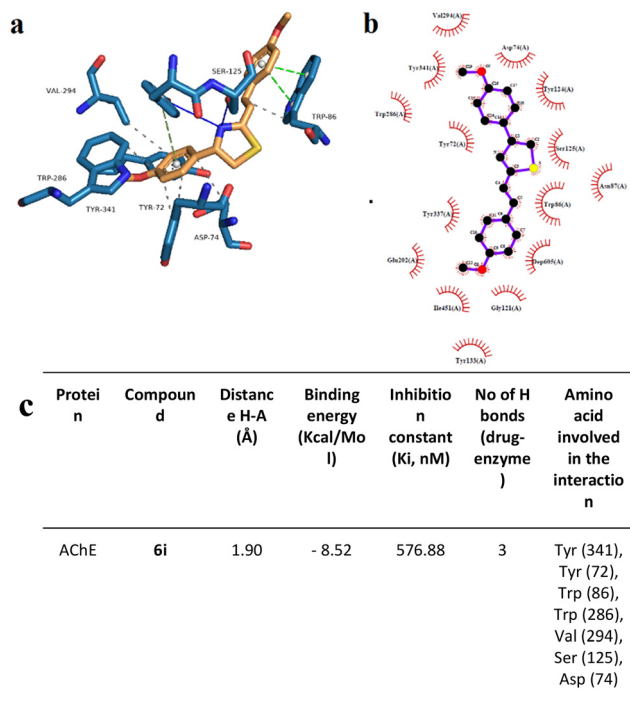 a
SER-125
VAL-294
TRP-86
TRP-286
TYR-341
TYR-72
ASP-74
b
Val294(A)
Asp74(A)
Tyr341(A)
Tyr124(A)
Trp286(A)
Tyr72(A)
Ser125(A)
Asn87(A)
Trp86(A)
Tyr337(A)
Glu202(A)
Dep605(A)
Ile451(A)
Gly121(A)
Tyr133(A)
c
Protei
n
Compoun
d
Distanc
e H-A
(Å)
Binding
energy
(Kcal/Mo
l)
Inhibitio
n
constant
(Ki, nM)
No of H
bonds
(drug-
enzyme
)
Amino
acid
involved
in the
interactio
n
AChE
6i
1.90
- 8.52
576.88
3
Tyr (341),
Tyr (72),
Trp (86),
Trp (286),
Val (294),
Ser (125),
Asp (74)